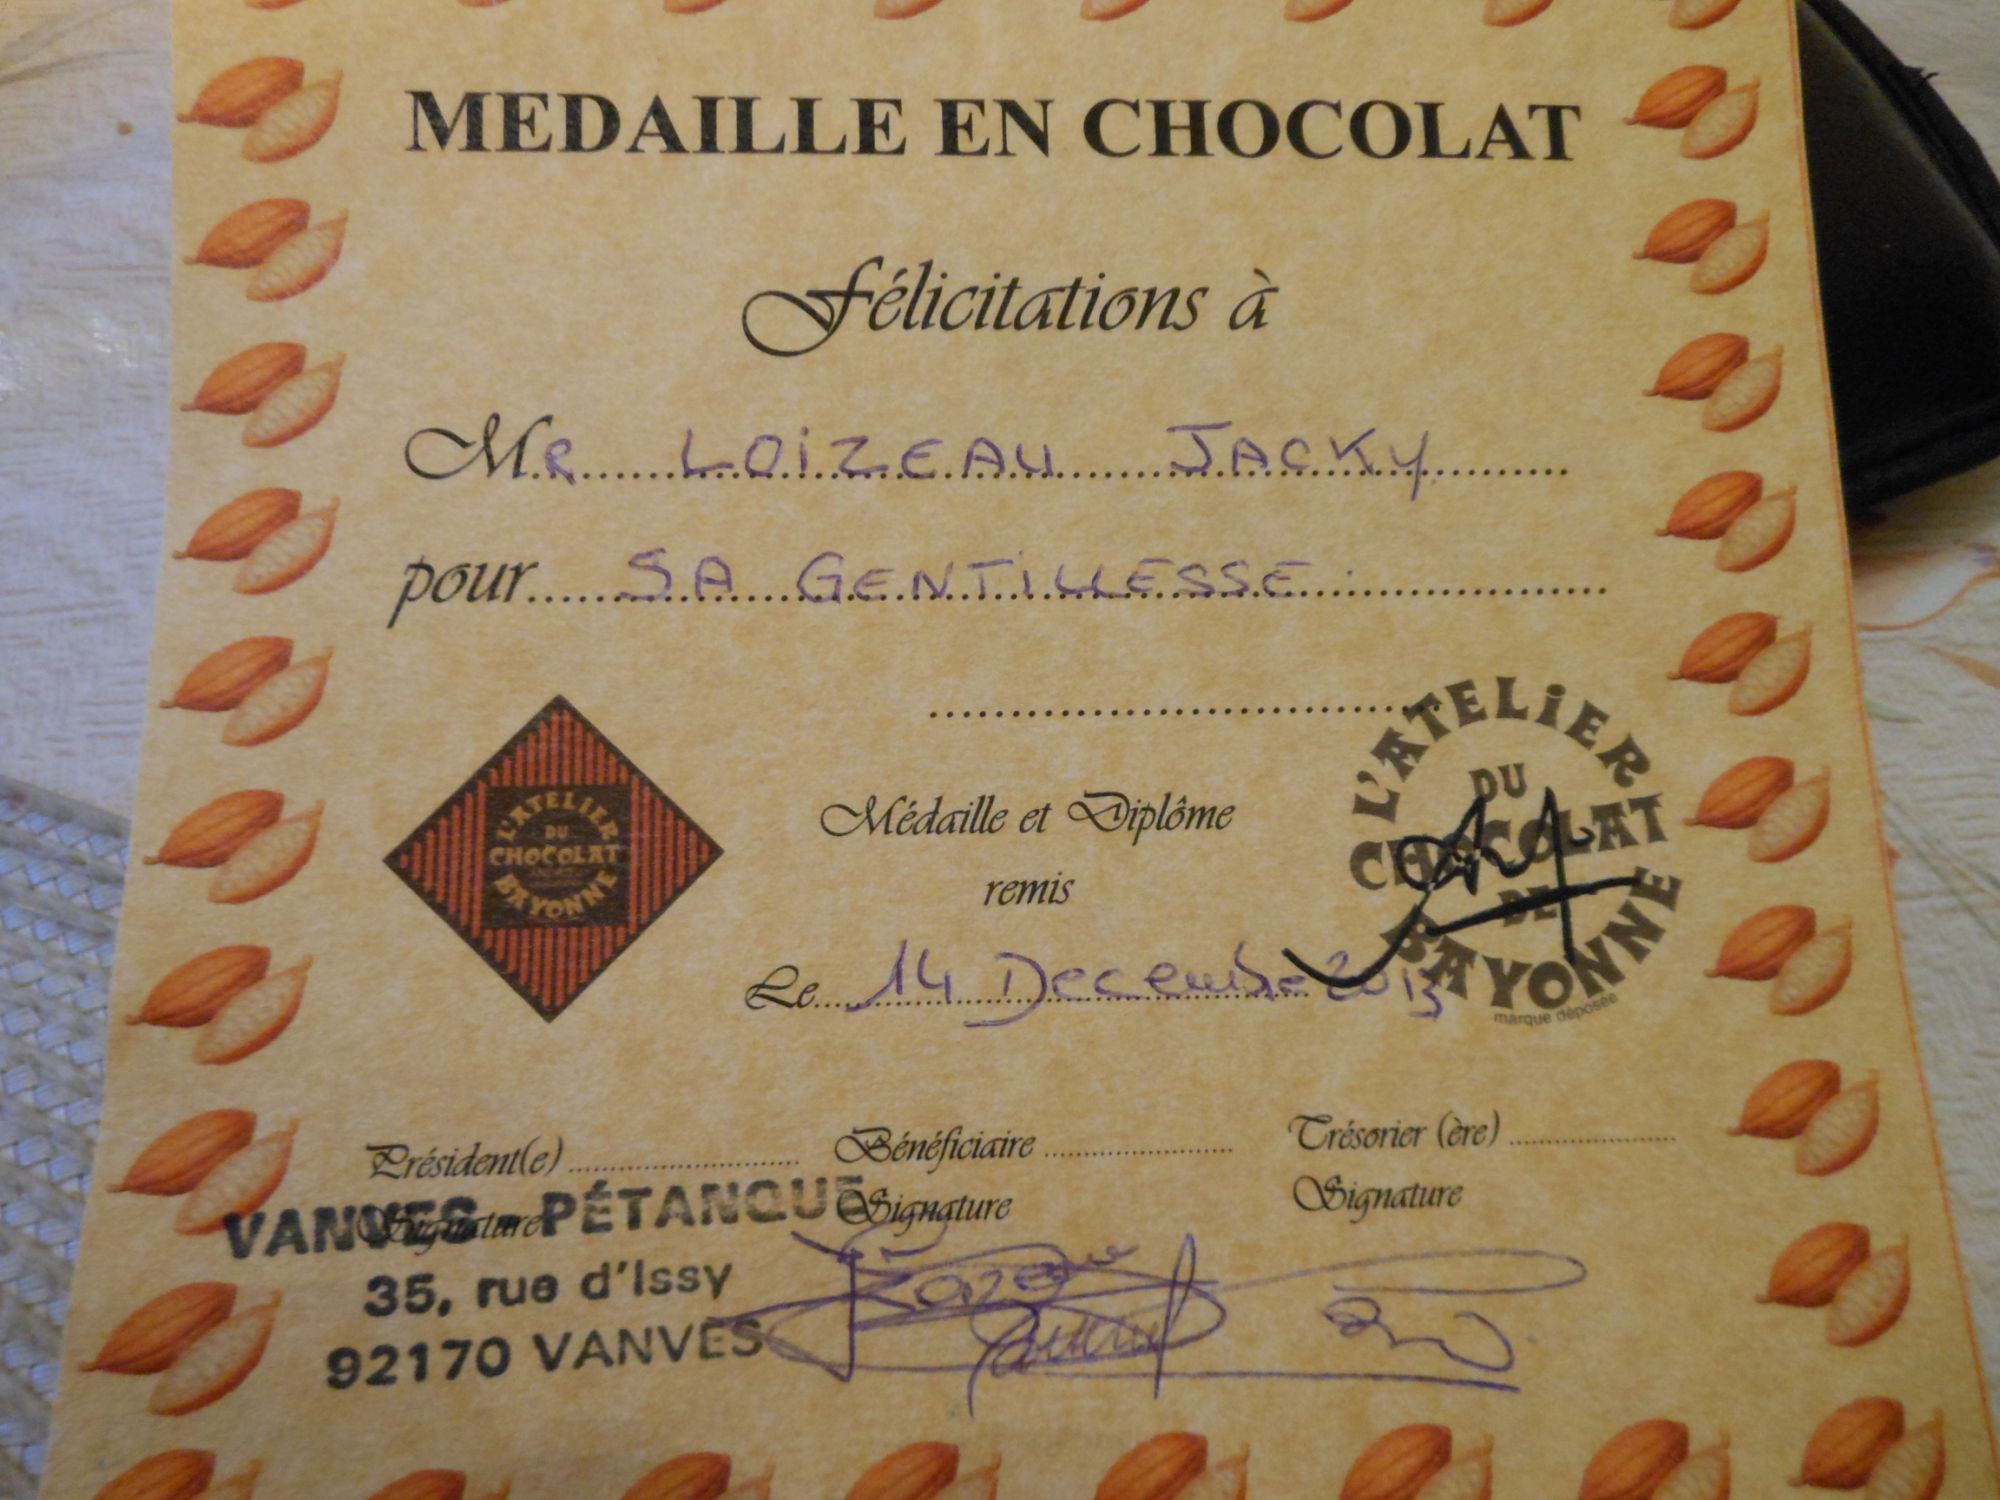 MEDAILLE EN CHOCOLAT
Félicitations à
Mr LOIZEAU JACKY
pour SA GENTILLESSE
L'ATELIER
DU
CHOCOLAT
DE
BAYONNE
marque déposée
L'ATELIER
DU
CHOCOLAT
BAYONNE
Médaille et Diplôme
remis
Le 14 Decembre 2013
Président(e) Bénéficiaire Trésorier (ère)
Signature Signature Signature
VANVES - PÉTANQUE
35, rue d'Issy
92170 VANVES